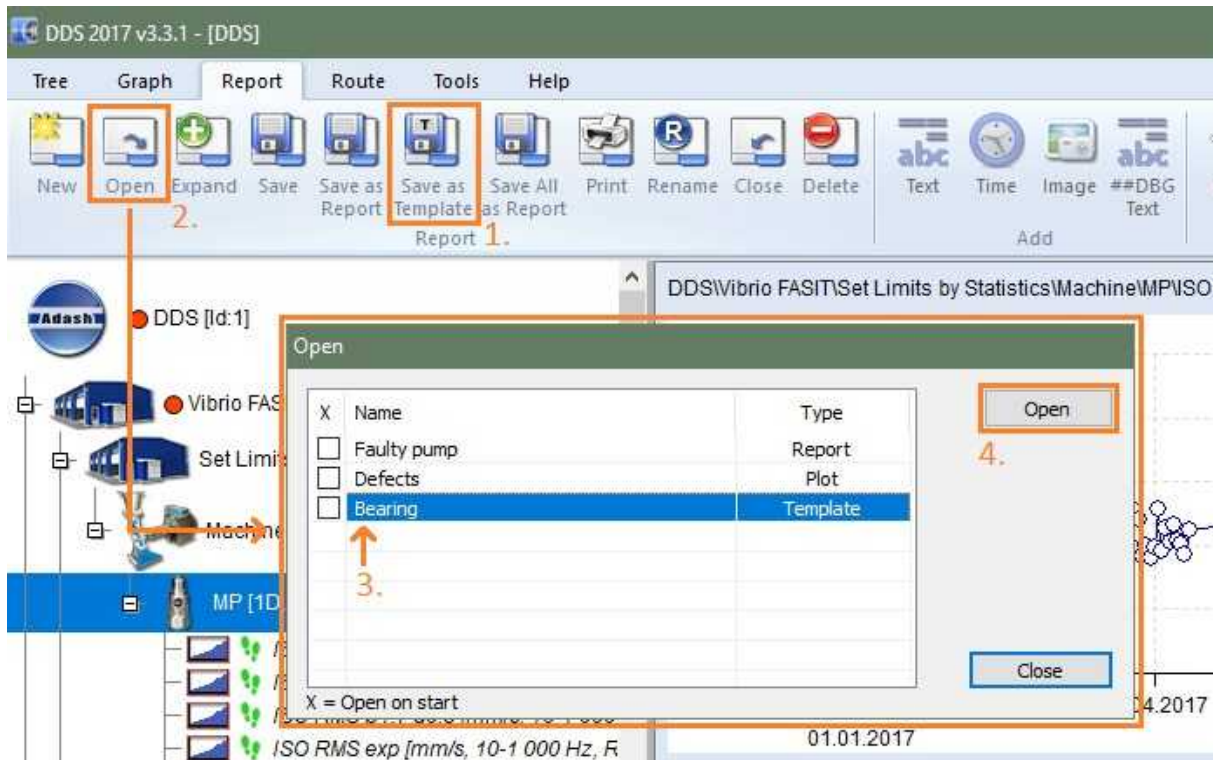 DDS 2017 v3.3.1 - [DDS]
Tree Graph Report Route Tools Help
New Open Expand Save Save as Report Save as Template Save All as Report Print Rename Close Delete Text Time Image ##DBG Text
2.
1.
Report Add
DDS\Vibrio FASIT\Set Limits by Statistics\Machine\MP\ISO
Adash
DDS [Id:1]
Open
Vibrio FAS
X Name Type Open
Faulty pump Report
4.
Set Limi
Defects Plot
Bearing Template
Machine
3.
MP [1D
Close
X = Open on start
4.2017
01.01.2017
ISO RMS exp [mm/s, 10-1 000 Hz, R